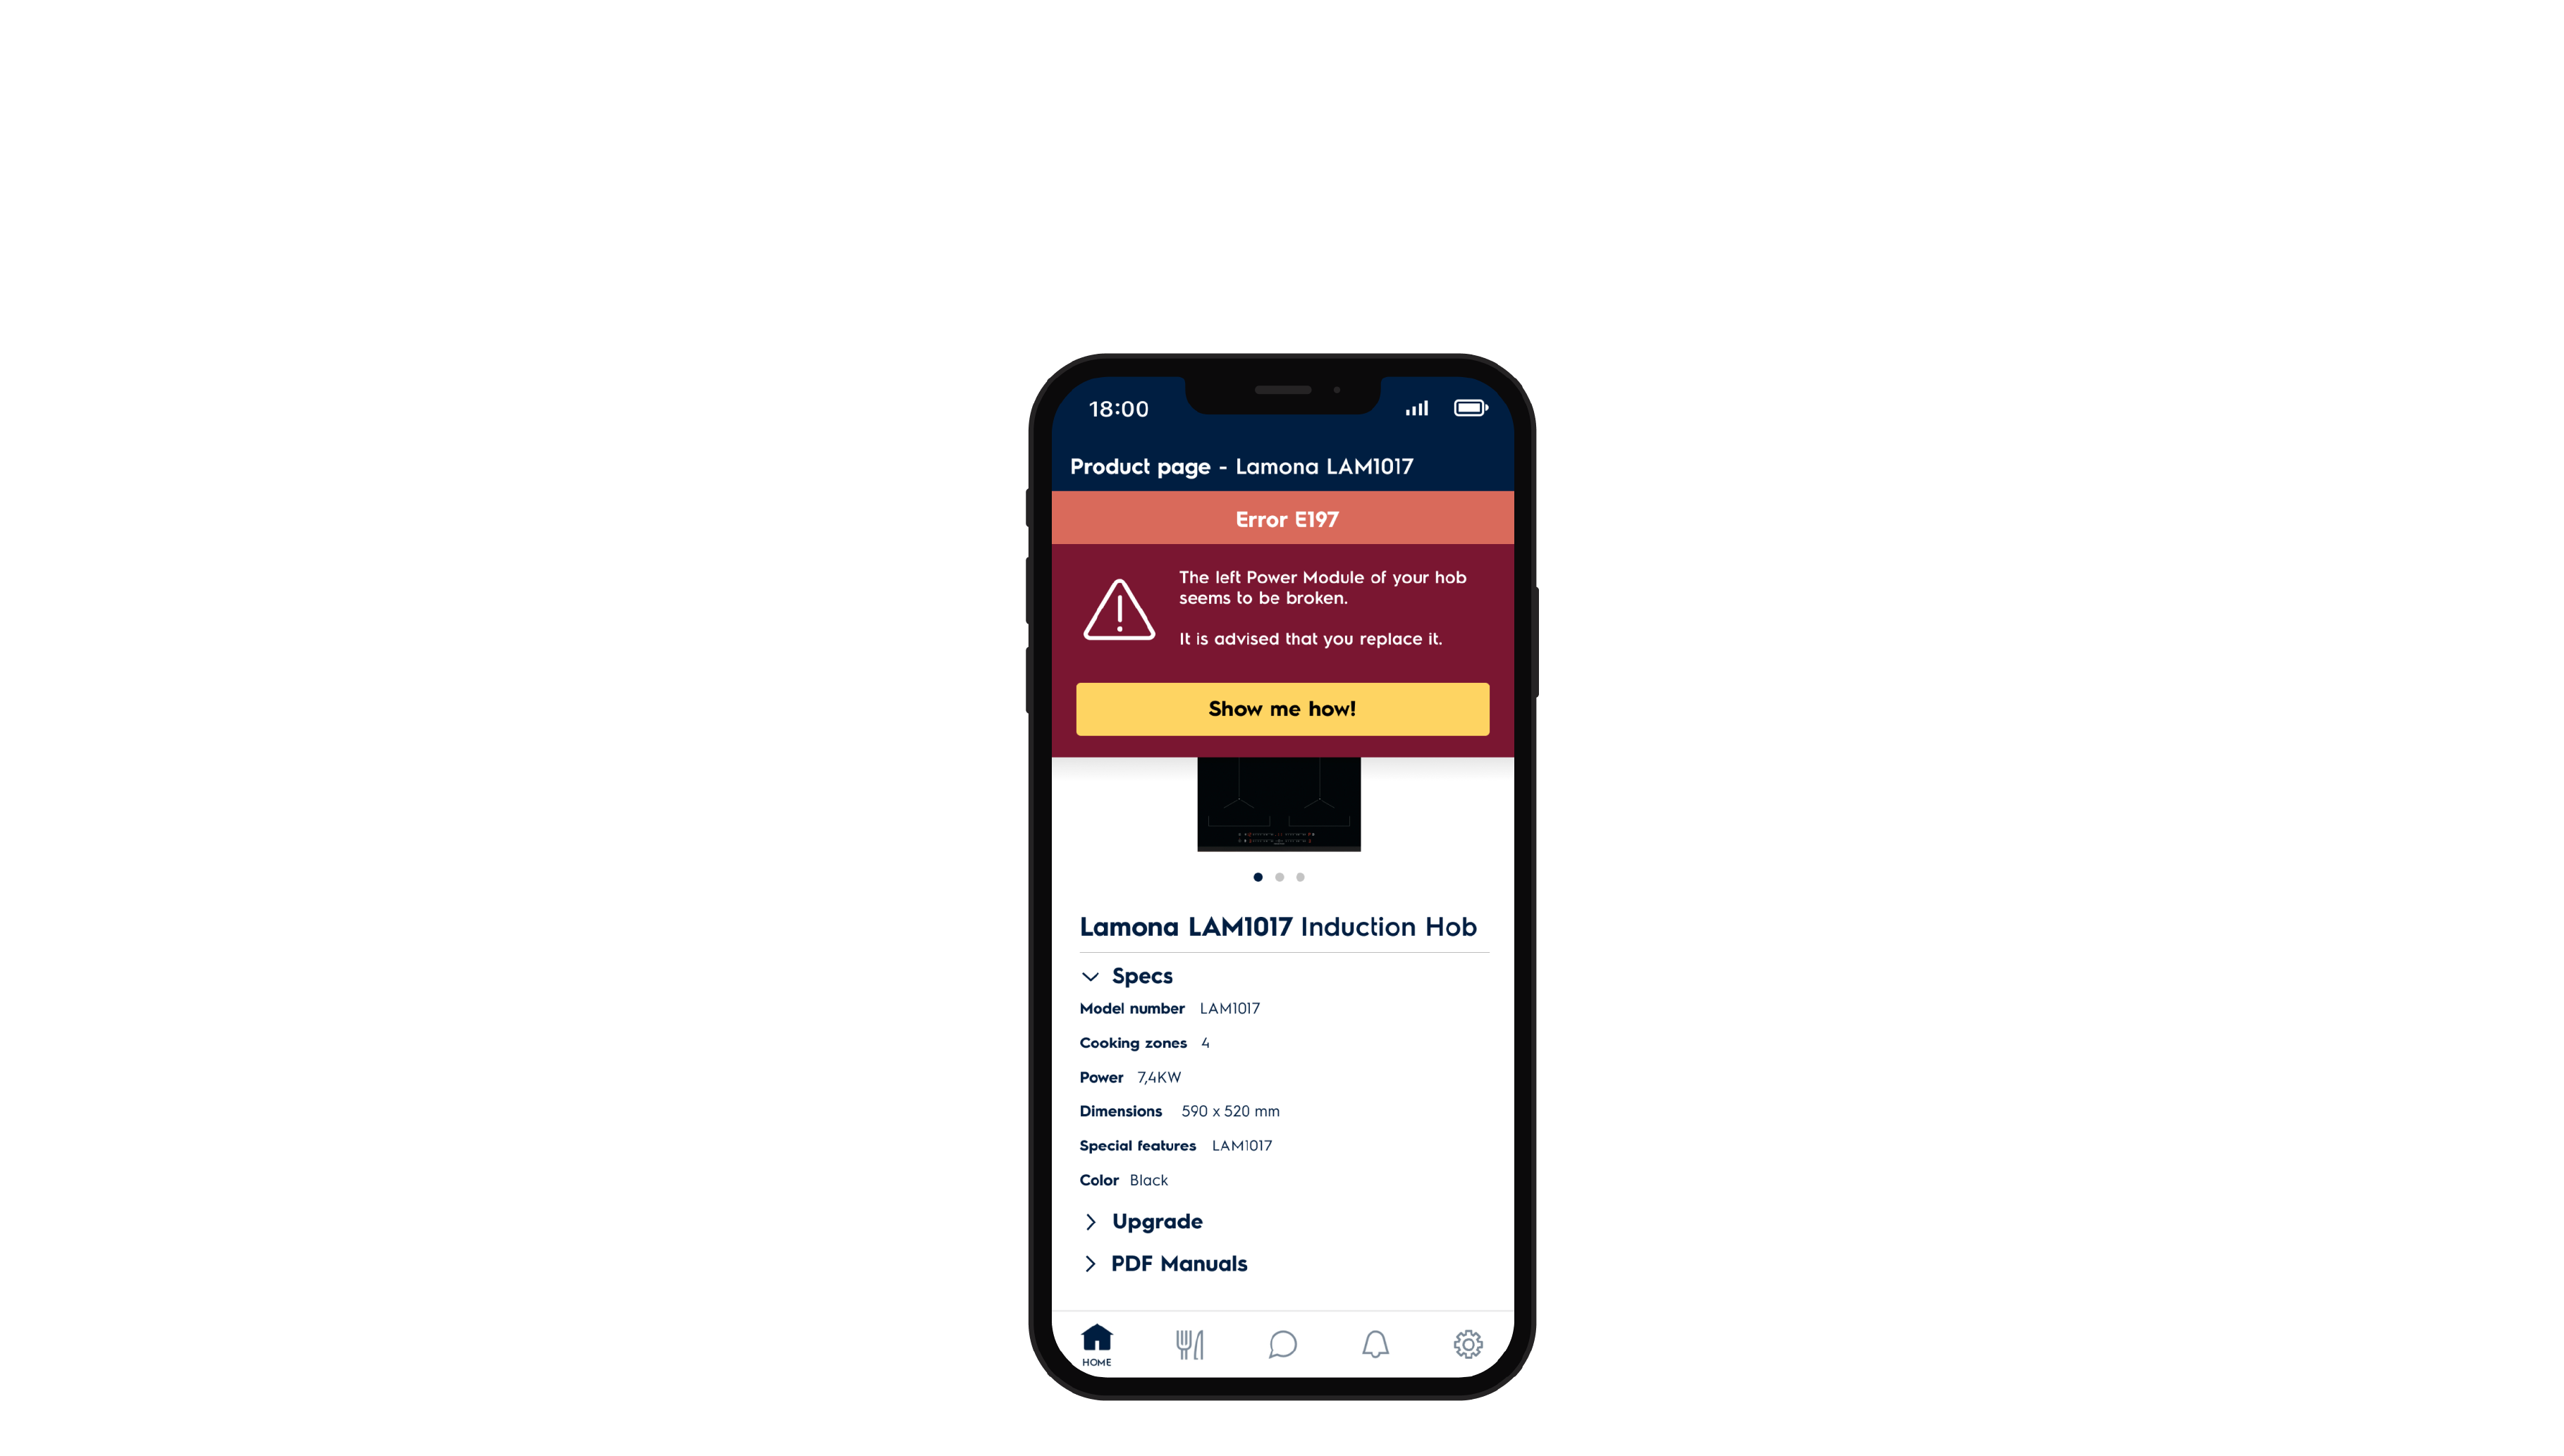 18:00
Product page - Lamona LAM1017
Error E197
The left Power Module of your hob
seems to be broken.
It is advised that you replace it.
Show me how!
Lamona LAM1017 Induction Hob
Specs
Model number LAM1017
Cooking zones 4
Power 7,4KW
Dimensions 590 x 520 mm
Special features LAM1017
Color Black
Upgrade
PDF Manuals
HOME